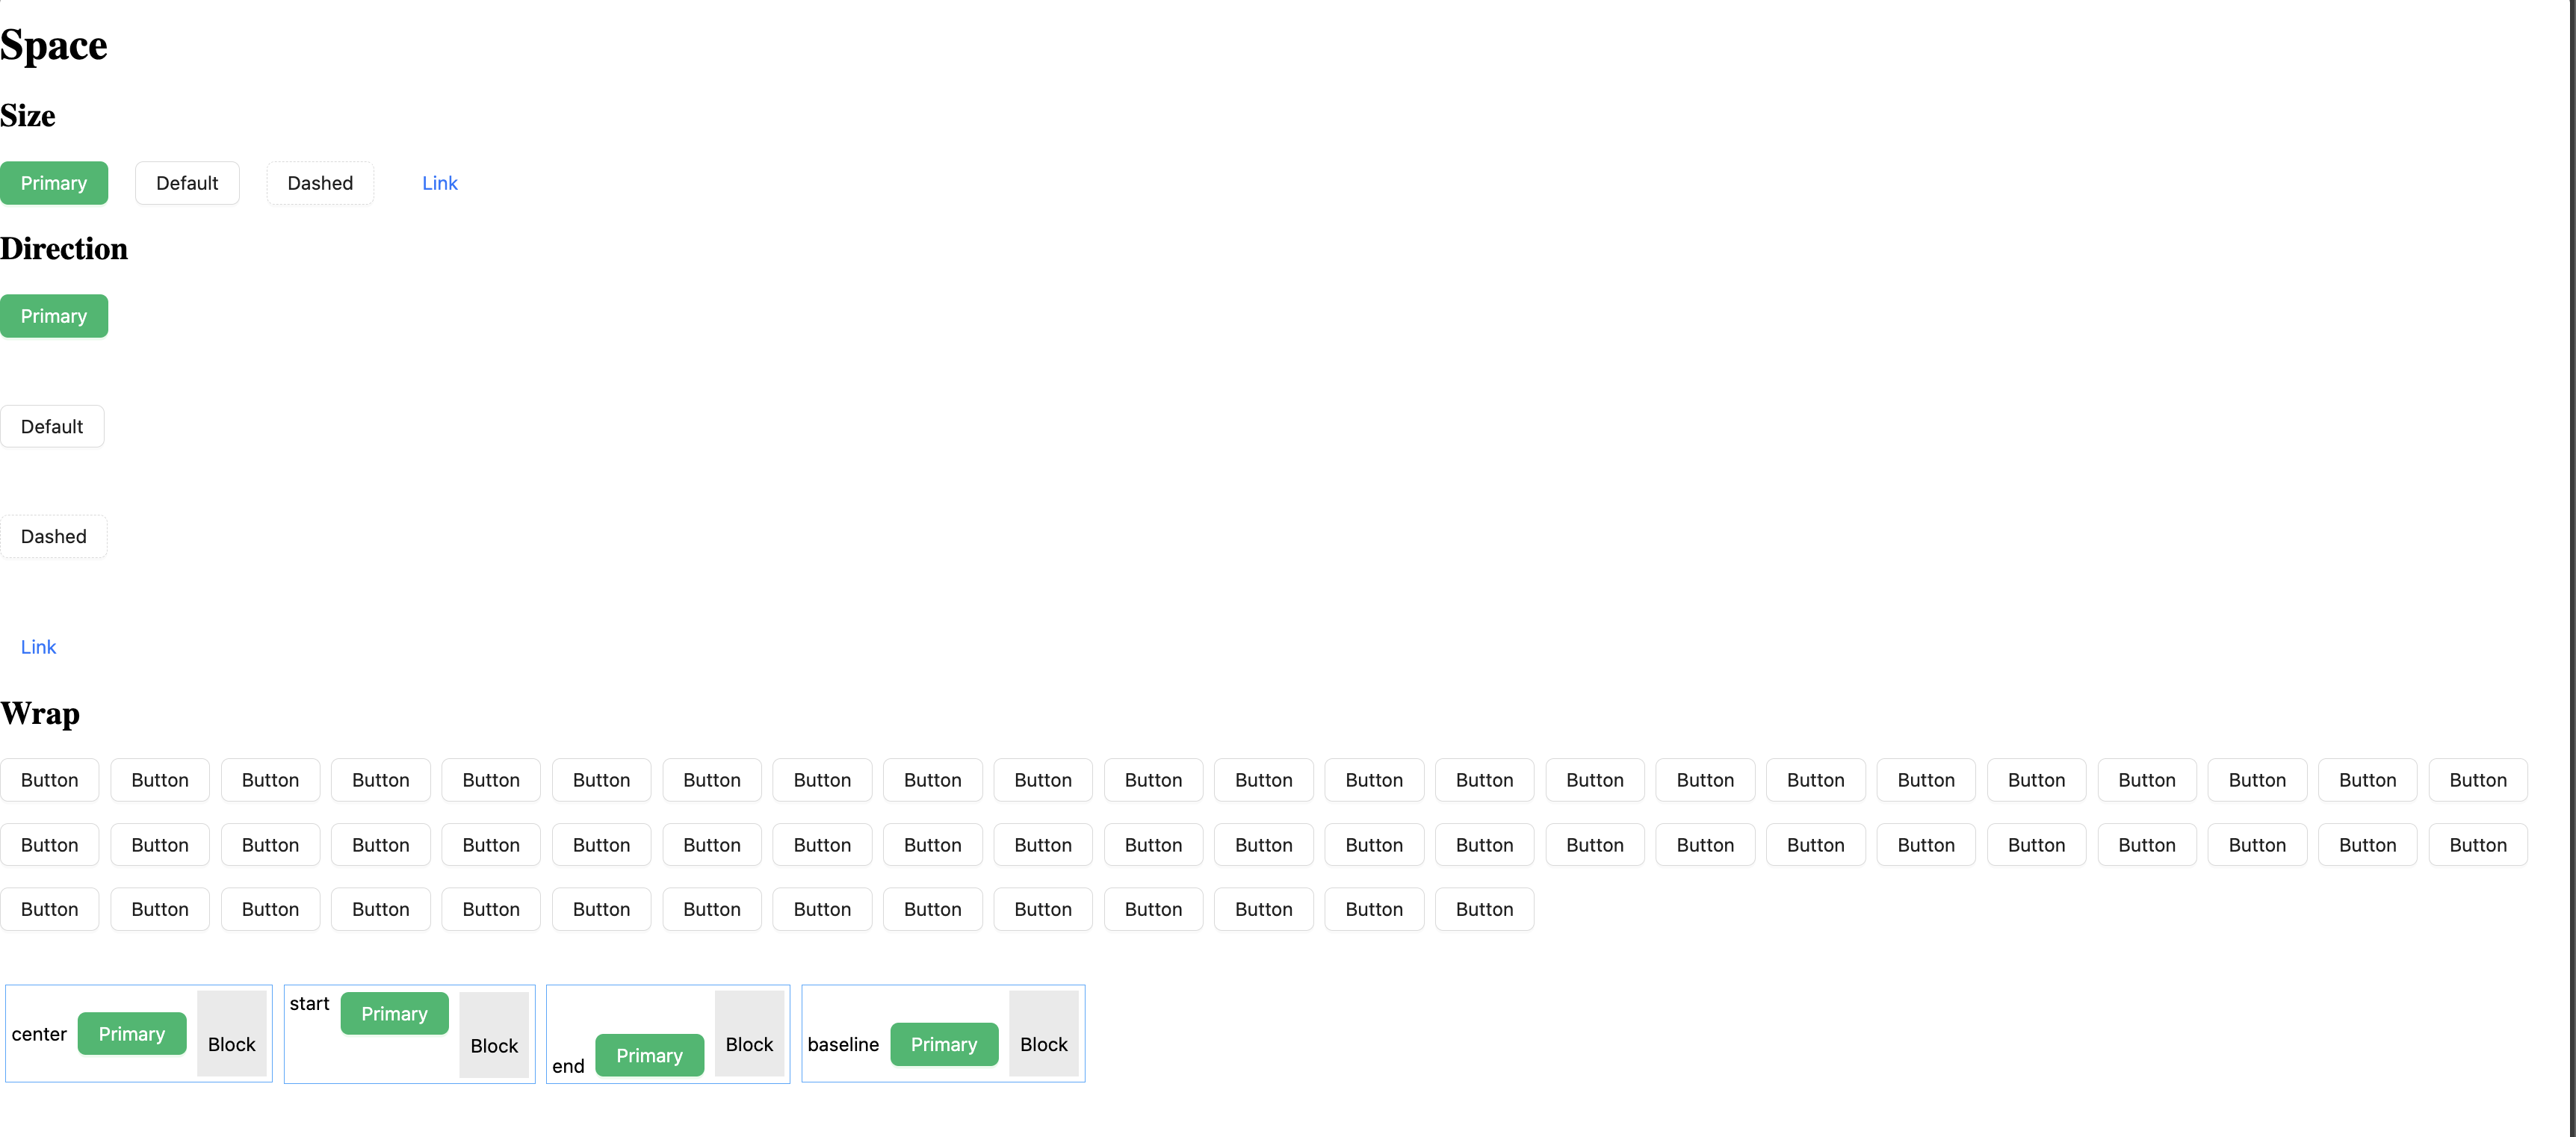 Space
Size
Primary Default Dashed Link
Direction
Primary
Default
Dashed
Link
Wrap
Button Button Button Button Button Button Button Button Button Button Button Button Button Button Button Button Button Button Button Button Button Button Button
Button Button Button Button Button Button Button Button Button Button Button Button Button Button Button Button Button Button Button Button Button Button Button
Button Button Button Button Button Button Button Button Button Button Button Button Button Button
center Primary Block start Primary Block end Primary Block baseline Primary Block